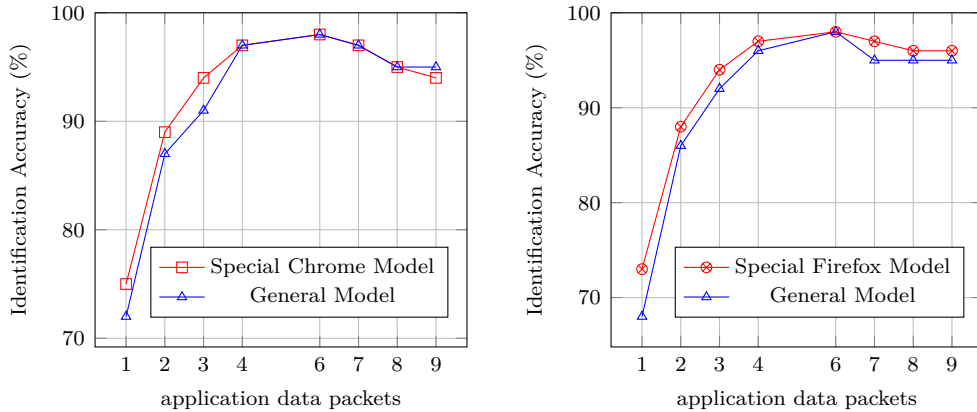 100
90
80
70
Identification Accuracy (%)
1 2 3 4 6 7 8 9
application data packets
Special Chrome Model
General Model
100
90
80
70
Identification Accuracy (%)
1 2 3 4 6 7 8 9
application data packets
Special Firefox Model
General Model